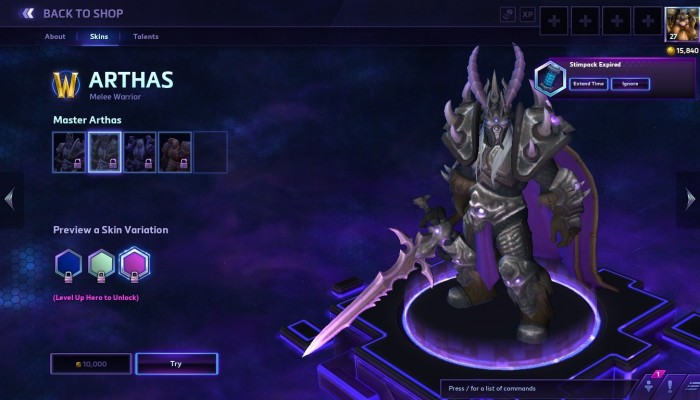 BACK TO SHOP
XP
27
15,840
About
Skins
Talents
Stimpack Expired
Extend Time
Ignore
W ARTHAS
Melee Warrior
Master Arthas
Preview a Skin Variation
(Level Up Hero to Unlock)
10,000
Try
Press / for a list of commands
1